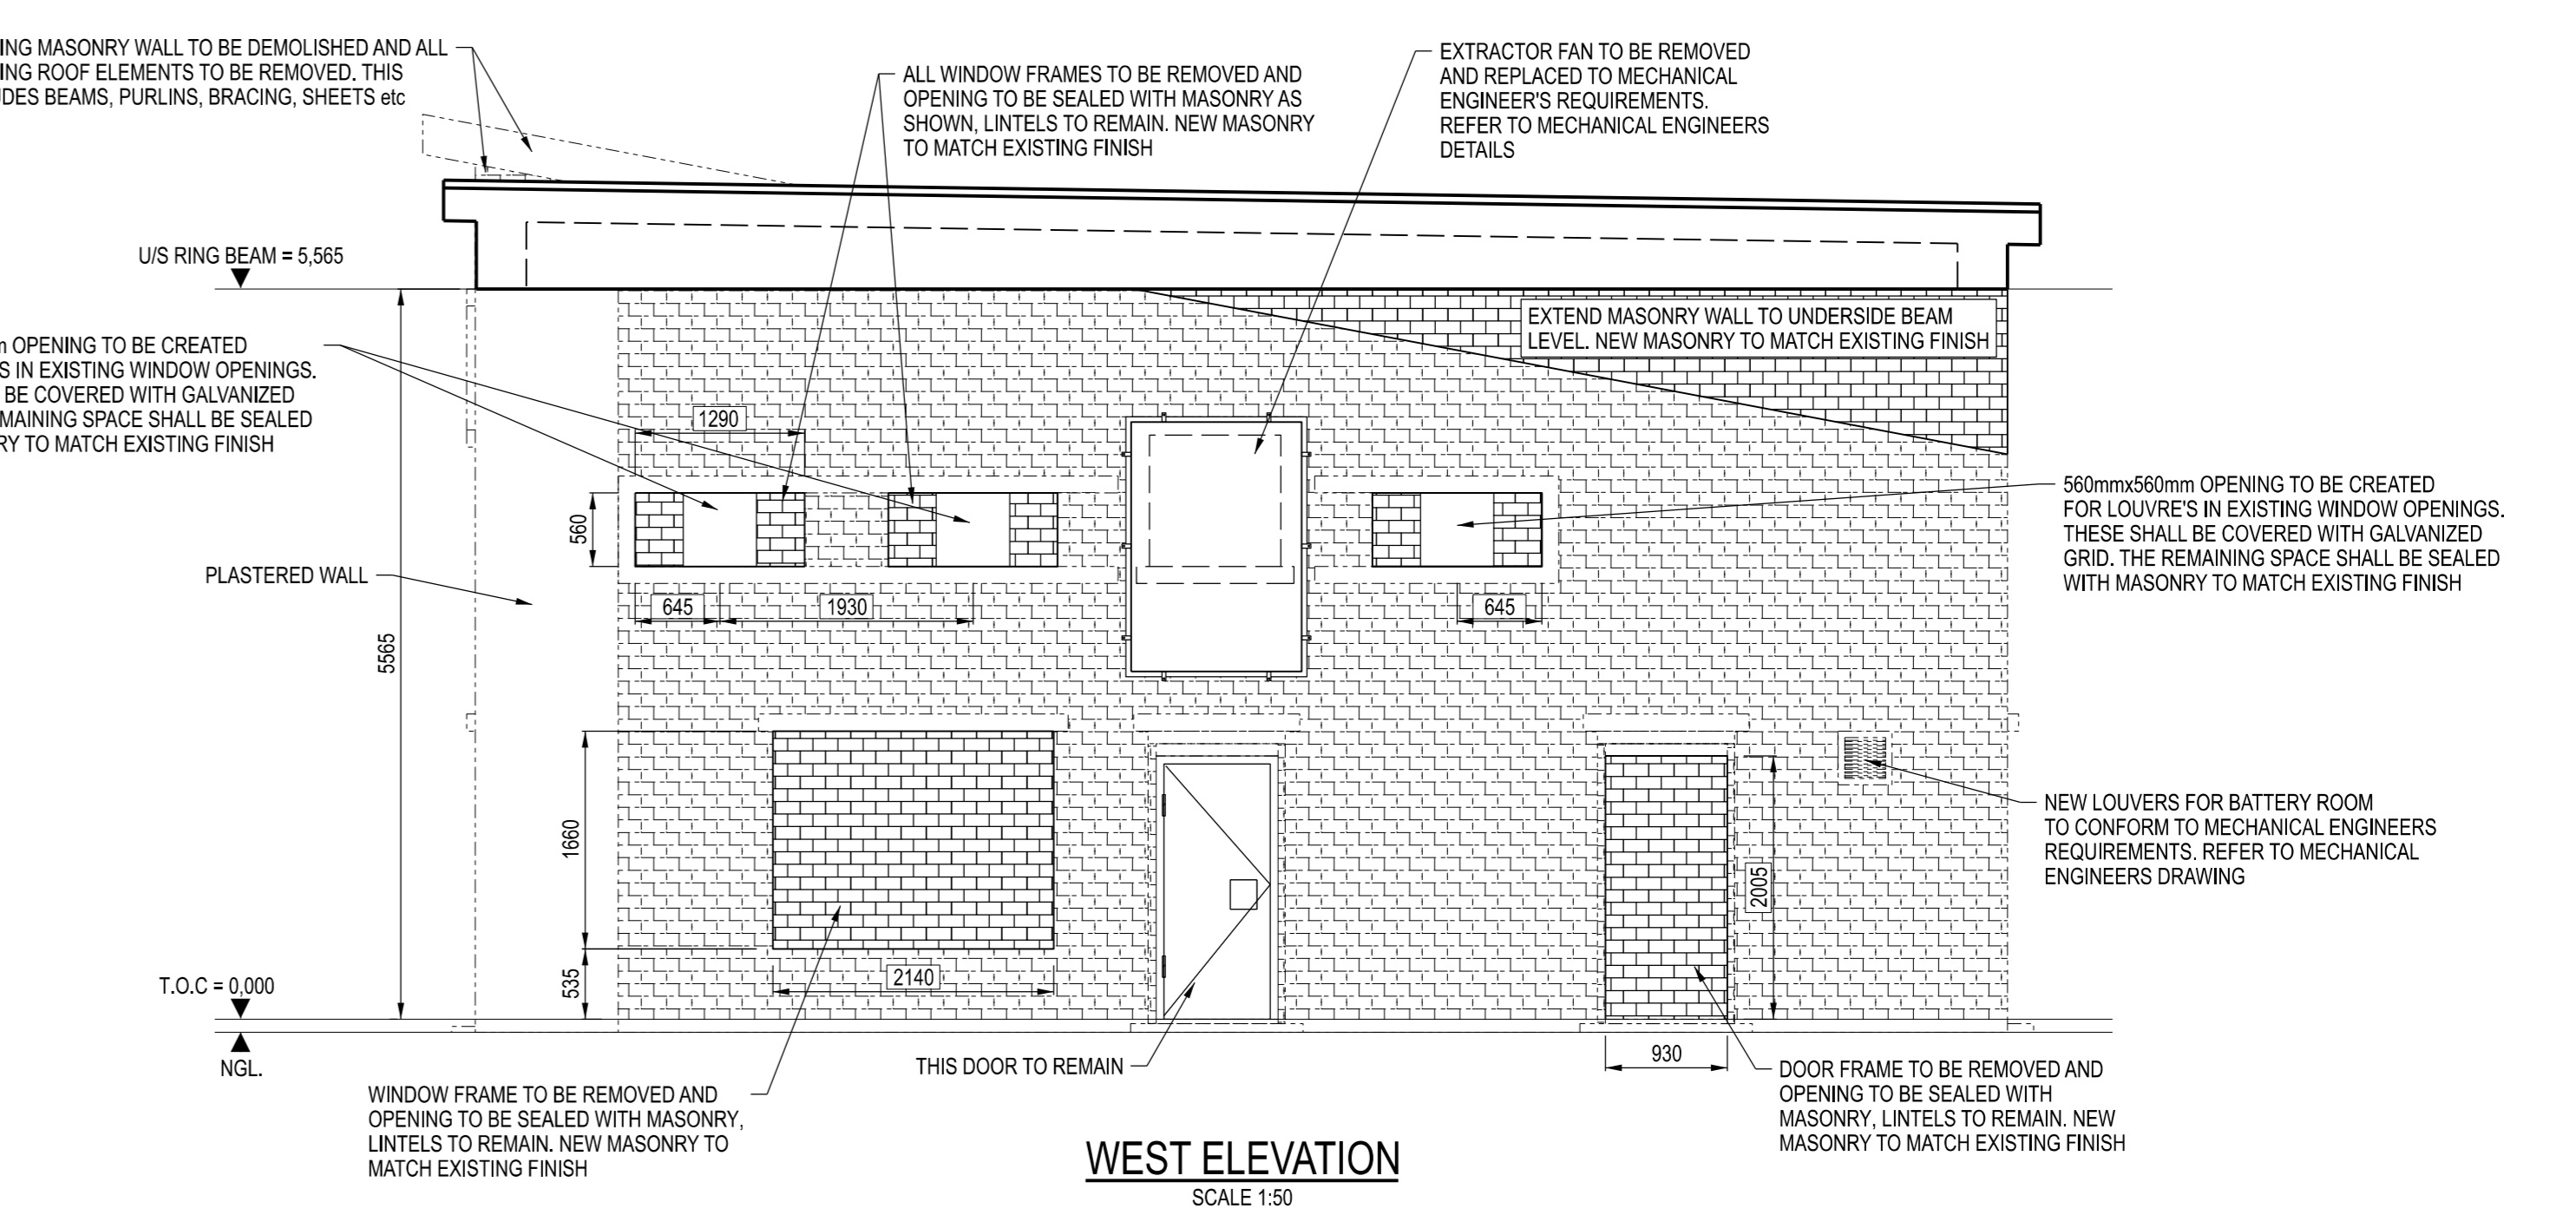 ING MASONRY WALL TO BE DEMOLISHED AND ALL
ING ROOF ELEMENTS TO BE REMOVED. THIS
UDES BEAMS, PURLINS, BRACING, SHEETS etc
ALL WINDOW FRAMES TO BE REMOVED AND
OPENING TO BE SEALED WITH MASONRY AS
SHOWN, LINTELS TO REMAIN. NEW MASONRY
TO MATCH EXISTING FINISH
EXTRACTOR FAN TO BE REMOVED
AND REPLACED TO MECHANICAL
ENGINEER'S REQUIREMENTS.
REFER TO MECHANICAL ENGINEERS
DETAILS
U/S RING BEAM = 5,565
EXTEND MASONRY WALL TO UNDERSIDE BEAM
LEVEL. NEW MASONRY TO MATCH EXISTING FINISH
OPENING TO BE CREATED
S IN EXISTING WINDOW OPENINGS.
BE COVERED WITH GALVANIZED
MAINING SPACE SHALL BE SEALED
RY TO MATCH EXISTING FINISH
1290
560
645
1930
645
560mmx560mm OPENING TO BE CREATED
FOR LOUVRE'S IN EXISTING WINDOW OPENINGS.
THESE SHALL BE COVERED WITH GALVANIZED
GRID. THE REMAINING SPACE SHALL BE SEALED
WITH MASONRY TO MATCH EXISTING FINISH
PLASTERED WALL
5565
1660
535
2140
2005
930
NEW LOUVERS FOR BATTERY ROOM
TO CONFORM TO MECHANICAL ENGINEERS
REQUIREMENTS. REFER TO MECHANICAL
ENGINEERS DRAWING
T.O.C = 0,000
NGL.
THIS DOOR TO REMAIN
WINDOW FRAME TO BE REMOVED AND
OPENING TO BE SEALED WITH MASONRY,
LINTELS TO REMAIN. NEW MASONRY TO
MATCH EXISTING FINISH
DOOR FRAME TO BE REMOVED AND
OPENING TO BE SEALED WITH
MASONRY, LINTELS TO REMAIN. NEW
MASONRY TO MATCH EXISTING FINISH
WEST ELEVATION
SCALE 1:50